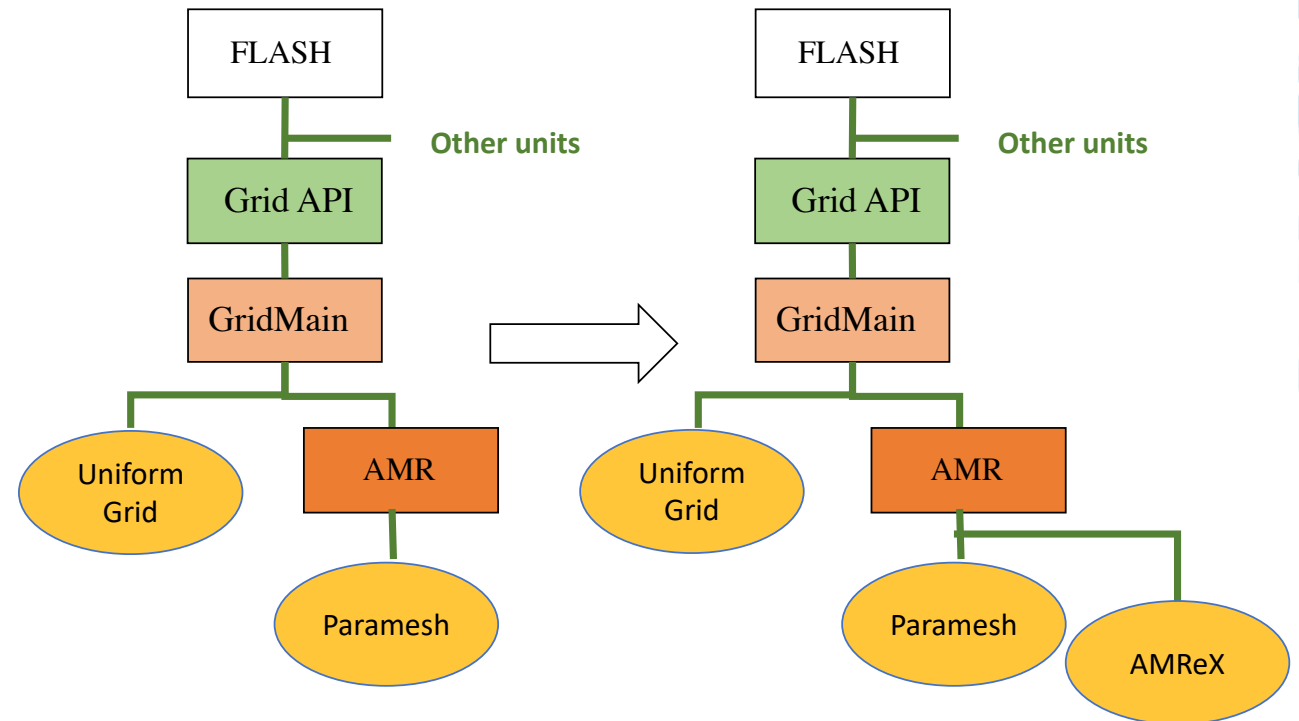 FLASH
Other units
Grid API
GridMain
Uniform
Grid
AMR
Paramesh
FLASH
Other units
Grid API
GridMain
Uniform
Grid
AMR
Paramesh
AMReX